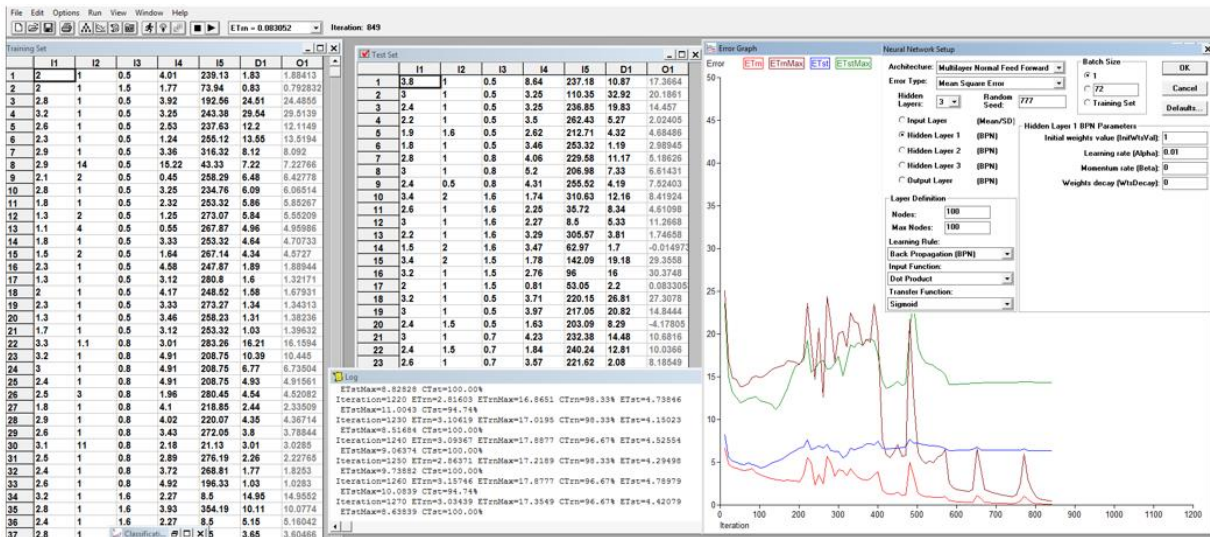 File Edit Options Run View Window Help
ETrn = 0.083052 Iteration: 849
Training Set
I1 I2 I3 I4 I5 D1 O1
1 2 1 0.5 4.01 239.13 1.83 1.88413
2 2 1 1.5 1.77 73.94 0.83 0.792832
3 2.8 1 0.5 3.92 192.56 24.51 24.4855
4 3.2 1 0.5 3.25 243.38 29.54 29.5139
5 2.6 1 0.5 2.53 237.63 12.2 12.1149
6 2.3 1 0.5 1.24 255.12 13.55 13.5194
7 2.9 1 0.5 3.36 316.32 8.12 8.092
8 2.9 14 0.5 15.22 43.33 7.22 7.22766
9 2.1 2 0.5 0.45 258.29 6.48 6.42778
10 2.8 1 0.5 3.25 234.76 6.09 6.06514
11 1.8 1 0.5 2.32 253.32 5.86 5.85267
12 1.3 2 0.5 1.25 273.07 5.84 5.55209
13 1.1 4 0.5 0.55 267.87 4.96 4.95986
14 1.8 1 0.5 3.33 253.32 4.64 4.70733
15 1.5 2 0.5 1.64 267.14 4.34 4.5727
16 2.3 1 0.5 4.58 247.87 1.89 1.88944
17 1.3 1 0.5 3.12 280.8 1.6 1.32171
18 2 1 0.5 4.17 248.52 1.58 1.67931
19 2.3 1 0.5 3.33 273.27 1.34 1.34313
20 1.3 1 0.5 3.46 258.23 1.31 1.38236
21 1.7 1 0.5 3.12 253.32 1.03 1.39632
22 3.3 1.1 0.8 3.01 283.26 16.21 16.1594
23 3.2 1 0.8 4.91 208.75 10.39 10.445
24 3 1 0.8 4.91 208.75 6.77 6.73504
25 2.4 1 0.8 4.91 208.75 4.93 4.91561
26 2.5 3 0.8 1.96 280.45 4.54 4.52082
27 1.8 1 0.8 4.1 218.85 2.44 2.33509
28 2.9 1 0.8 4.02 220.07 4.35 4.36714
29 2.6 1 0.8 3.43 272.05 3.8 3.78844
30 3.1 11 0.8 2.18 21.13 3.01 3.0285
31 2.5 1 0.8 2.89 276.19 2.26 2.22765
32 2.4 1 0.8 3.72 268.81 1.77 1.8253
33 2.6 1 0.8 4.92 196.33 1.03 1.0283
34 3.2 1 1.6 2.27 8.5 14.95 14.9552
35 2.8 1 1.6 3.93 354.19 10.11 10.0774
36 2.4 1 1.6 2.27 8.5 5.15 5.16042
37 2.8 1 3.65 3.60466
Classificati...
Test Set
I1 I2 I3 I4 I5 D1 O1
1 3.8 1 0.5 8.64 237.18 10.87 17.3664
2 3 1 0.5 3.25 110.35 32.92 20.1861
3 2.4 1 0.5 3.25 236.85 19.83 14.457
4 2.2 1 0.5 3.5 262.43 5.27 2.02405
5 1.9 1.6 0.5 2.62 212.71 4.32 4.68486
6 1.8 1 0.5 3.46 253.32 1.19 2.98945
7 2.8 1 0.8 4.06 229.58 11.17 5.18626
8 3 1 0.8 5.2 206.98 7.33 6.61431
9 2.4 0.5 0.8 4.31 255.52 4.19 7.52403
10 3.4 2 1.6 1.74 310.63 12.16 8.41924
11 2.6 1 1.6 2.25 35.72 8.34 4.61098
12 3 1 1.6 2.27 8.5 5.33 11.2668
13 2.2 1 1.6 3.29 305.57 3.81 1.74658
14 1.5 2 1.6 3.47 62.97 1.7 -0.014973
15 3.4 2 1.5 1.78 142.09 19.18 29.3558
16 3.2 1 1.5 2.76 96 16 30.3748
17 2 1 1.5 0.81 53.05 2.2 0.083305
18 3.2 1 0.5 3.71 220.15 26.81 27.3078
19 3 1 0.5 3.97 217.05 20.82 14.8444
20 2.4 1.5 0.5 1.63 203.09 8.29 -4.17805
21 3 1 0.7 4.23 232.38 14.48 10.6816
22 2.4 1.5 0.7 1.84 240.24 12.81 10.0366
23 2.6 1 0.7 3.57 221.62 2.08 8.18549
Log
ETstMax=8.82828 CTst=100.00%
Iteration=1220 ETrn=2.81603 ETrnMax=16.8651 CTrn=98.33% ETst=4.73846
ETstMax=11.0043 CTst=94.74%
Iteration=1230 ETrn=3.10619 ETrnMax=17.0195 CTrn=98.33% ETst=4.15023
ETstMax=8.51684 CTst=100.00%
Iteration=1240 ETrn=3.09367 ETrnMax=17.8877 CTrn=96.67% ETst=4.52554
ETstMax=9.06374 CTst=100.00%
Iteration=1250 ETrn=2.86371 ETrnMax=17.2189 CTrn=98.33% ETst=4.29498
ETstMax=9.73882 CTst=100.00%
Iteration=1260 ETrn=3.15746 ETrnMax=17.8777 CTrn=96.67% ETst=4.78979
ETstMax=10.0839 CTst=94.74%
Iteration=1270 ETrn=3.03439 ETrnMax=17.3549 CTrn=96.67% ETst=4.42079
ETstMax=8.63839 CTst=100.00%
Error Graph
Error ETrn ETrnMax ETst ETstMax
50
45
40
35
30
25
20
15
10
5
0
0 100 200 300 400 500 600 700 800 900 1000 1100 1200
Iteration
Neural Network Setup
Architecture: Multilayer Normal Feed Forward
Error Type: Mean Square Error
Hidden Layers: 3 Random Seed: 777
Input Layer (Mean/SD)
Hidden Layer 1 (BPN)
Hidden Layer 2 (BPN)
Hidden Layer 3 (BPN)
Output Layer (BPN)
Layer Definition
Nodes: 100
Max Nodes: 100
Learning Rule:
Back Propagation (BPN)
Input Function:
Dot Product
Transfer Function:
Sigmoid
Batch Size
1
72
Training Set
OK
Cancel
Defaults...
Hidden Layer 1 BPN Parameters
Initial weights value (InitWtsVal): 1
Learning rate (Alpha): 0.01
Momentum rate (Beta): 0
Weights decay (WtsDecay): 0